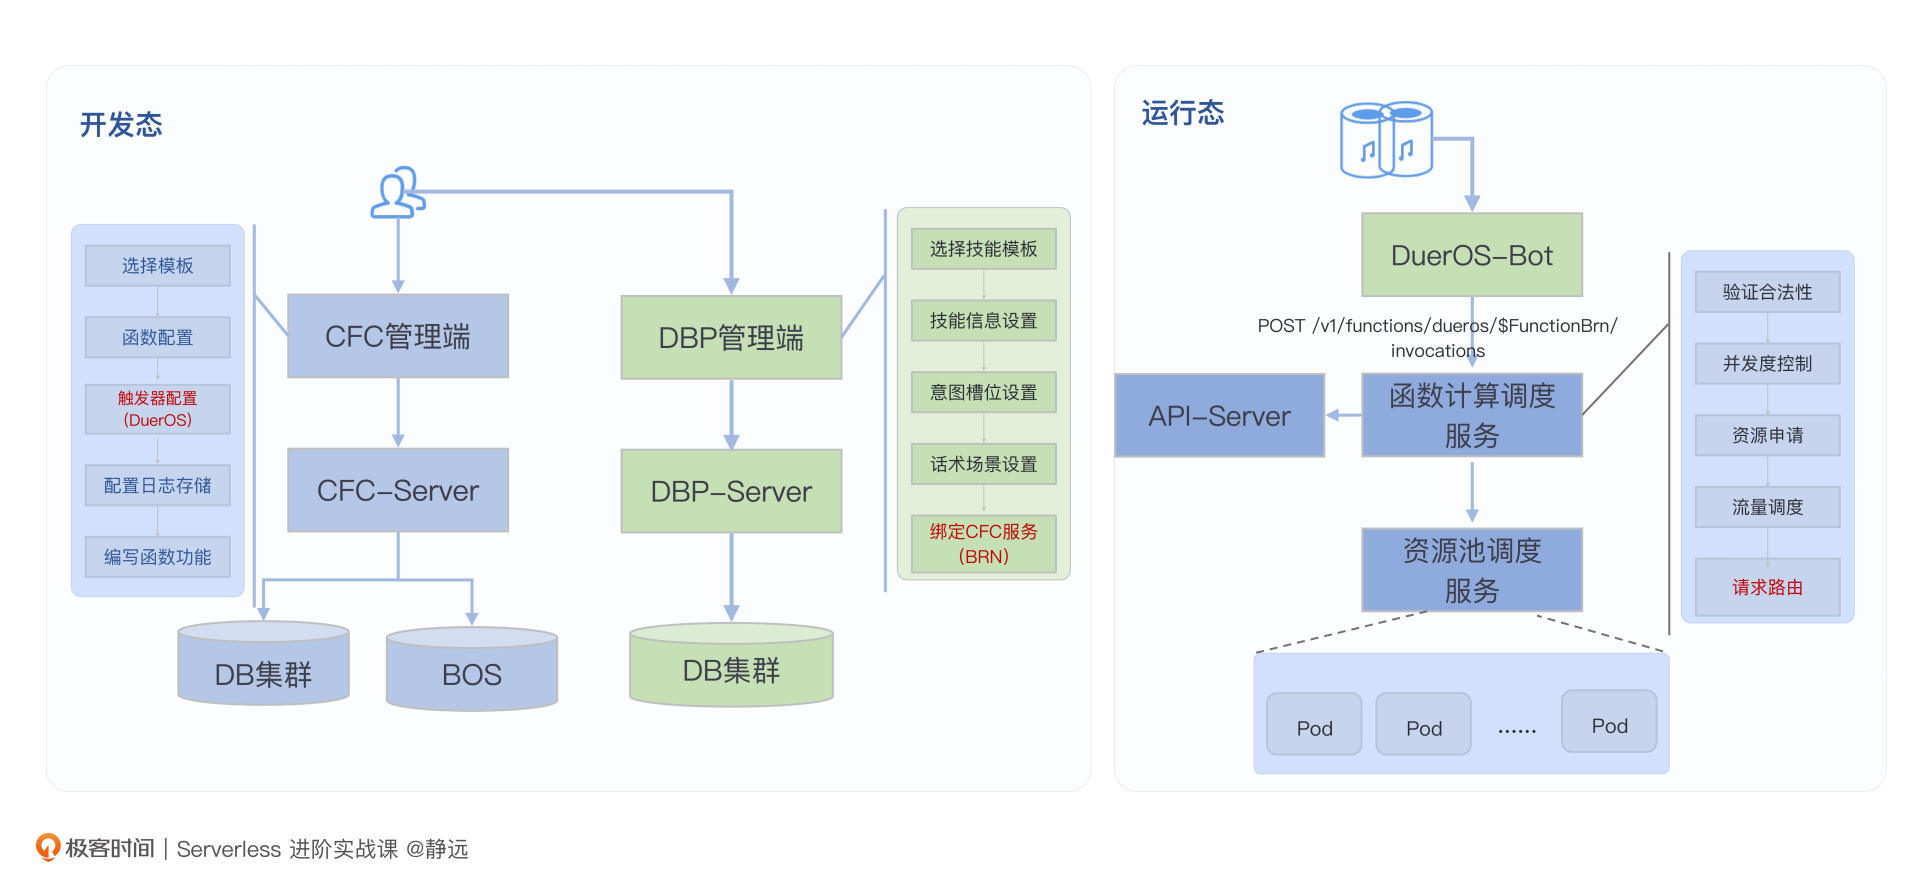 开发态
选择模板
函数配置
触发器配置
（DuerOS）
配置日志存储
编写函数功能
CFC管理端
CFC-Server
DB集群
BOS
DBP管理端
DBP-Server
DB集群
选择技能模板
技能信息设置
意图槽位设置
话术场景设置
绑定CFC服务
（BRN）
运行态
DuerOS-Bot
POST /v1/functions/dueros/$FunctionBrn/
invocations
API-Server
函数计算调度
服务
资源池调度
服务
Pod
Pod
......
Pod
验证合法性
并发度控制
资源申请
流量调度
请求路由
极客时间 | Serverless 进阶实战课 @静远